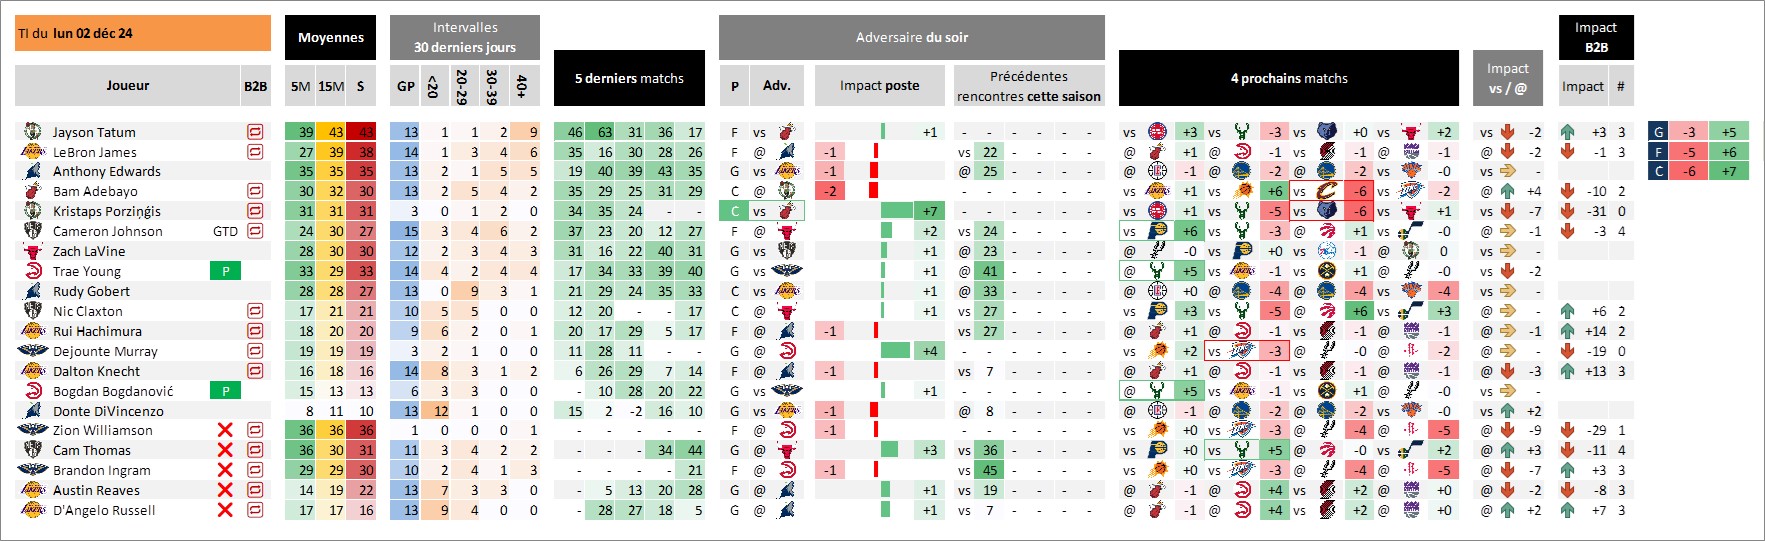 TI du lun 02 déc 24
Moyennes
Intervalles
30 derniers jours
5 derniers matchs
Adversaire du soir
4 prochains matchs
Impact
vs / @
Impact
B2B
Joueur B2B 5M 15M S GP <20 20-29 30-39 40+ P Adv. Impact poste Précédentes rencontres cette saison Impact #
Jayson Tatum 39 43 43 13 1 1 2 9 46 63 31 36 17 F vs +1 - - - - - vs +3 vs -3 vs +0 vs +2 vs -2 +3 3 G -3 +5
LeBron James 27 39 38 14 1 3 4 6 35 16 30 28 26 F @ -1 vs 22 - - - - @ +1 @ -1 vs -1 @ -1 @ -2 -1 3 F -5 +6
Anthony Edwards 35 35 35 13 1 2 5 5 19 40 39 43 35 G vs -1 @ 25 - - - - @ -1 @ -2 @ -2 vs -0 vs - C -6 +7
Bam Adebayo 30 32 30 13 2 5 4 2 35 29 25 31 29 C @ -2 - - - - - vs +1 vs +6 vs -6 vs -2 @ +4 -10 2
Kristaps Porziņģis 31 31 31 3 0 1 2 0 34 35 24 - - C vs +7 - - - - - vs +1 vs -5 vs -6 vs +1 vs -7 -31 0
Cameron Johnson GTD 24 30 27 15 3 4 6 2 37 23 20 12 27 F @ +2 vs 24 - - - - vs +6 vs -3 @ +1 vs -0 @ -1 -3 4
Zach LaVine 28 30 30 12 2 3 4 3 31 16 22 40 31 G vs +1 @ 23 - - - - @ -0 vs +0 vs -1 @ 0 vs -
Trae Young P 33 29 33 14 4 2 4 4 17 34 33 39 40 G vs +1 @ 41 - - - - @ +5 vs -1 vs +1 @ -0 vs -2
Rudy Gobert 28 28 27 13 0 9 3 1 21 29 24 35 33 C vs +1 @ 33 - - - - @ +0 @ -4 @ -4 vs -4 vs -
Nic Claxton 17 21 21 10 5 5 0 0 12 20 - - 17 C @ +1 vs 27 - - - - vs +3 vs -5 @ +6 vs +3 @ - +6 2
Rui Hachimura 18 20 20 9 6 2 0 1 20 17 29 5 17 F @ -1 vs 27 - - - - @ +1 @ -1 vs -1 @ -1 @ -1 +14 2
Dejounte Murray 19 19 19 3 2 1 0 0 11 28 11 - - G @ +4 - - - - - vs +2 vs -3 @ -0 @ -2 @ - -19 0
Dalton Knecht 16 18 16 14 8 3 1 2 6 26 29 7 14 F @ -1 vs 7 - - - - @ +1 @ -1 vs -1 @ -1 @ -3 +13 3
Bogdan Bogdanović P 15 13 13 6 3 3 0 0 - 10 28 20 22 G vs +1 - - - - - @ +5 vs -1 vs +1 @ -0 vs -
Donte DiVincenzo 8 11 10 13 12 1 0 0 15 2 -2 16 10 G vs -1 @ 8 - - - - @ -1 @ -2 @ -2 vs -0 vs +2
Zion Williamson 36 36 36 1 0 0 0 1 - - - - - F @ -1 - - - - - vs +0 vs -3 @ -4 @ -5 @ -9 -29 1
Cam Thomas 36 30 31 11 3 4 2 2 - - - 34 44 G @ +3 vs 36 - - - - vs +0 vs +5 @ -0 vs +2 @ +3 -11 4
Brandon Ingram 29 29 30 10 2 4 1 3 - - - - 21 F @ -1 vs 45 - - - - vs +0 vs -3 @ -4 @ -5 @ -7 +3 3
Austin Reaves 14 19 22 13 7 3 3 0 - 5 13 20 28 G @ +1 vs 19 - - - - @ -1 @ +4 vs +2 @ +0 @ -2 -8 3
D'Angelo Russell 17 17 16 13 9 4 0 0 - 28 27 18 5 G @ +1 vs 7 - - - - @ -1 @ +4 vs +2 @ +0 @ +2 +7 3